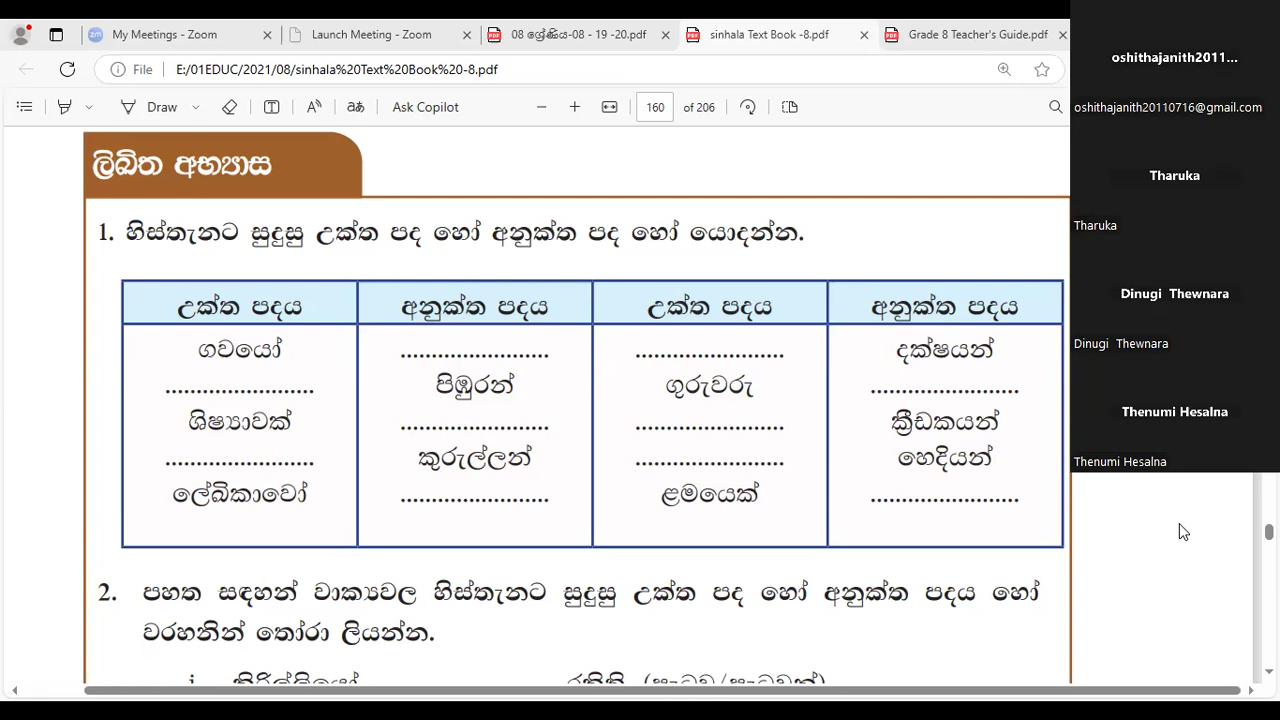 My Meetings - Zoom
Launch Meeting - Zoom
08 ශ්‍රේණිය-08 - 19 -20.pdf
sinhala Text Book -8.pdf
Grade 8 Teacher's Guide.pdf
File
E:/01EDUC/2021/08/sinhala%20Text%20Book%20-8.pdf
Draw
Ask Copilot
160 of 206
ලිඛිත අභ්‍යාස
1. හිස්තැනට සුදුසු උක්ත පද හෝ අනුක්ත පද හෝ යොදන්න.
උක්ත පදය අනුක්ත පදය උක්ත පදය අනුක්ත පදය
ගවයෝ ........................ ........................ දක්ෂයන්
........................ පිඹුරන් ගුරුවරු ........................
ශිෂ්‍යාවක් ........................ ........................ ක්‍රීඩකයන්
........................ කුරුල්ලන් ........................ හෙදියන්
ලේඛිකාවෝ ........................ ළමයෙක් ........................
2. පහත සඳහන් වාක්‍යවල හිස්තැනට සුදුසු උක්ත පද හෝ අනුක්ත පදය හෝ
වරහනින් තෝරා ලියන්න.
oshithajanith2011...
oshithajanith20110716@gmail.com
Tharuka
Tharuka
Dinugi Thewnara
Dinugi Thewnara
Thenumi Hesalna
Thenumi Hesalna